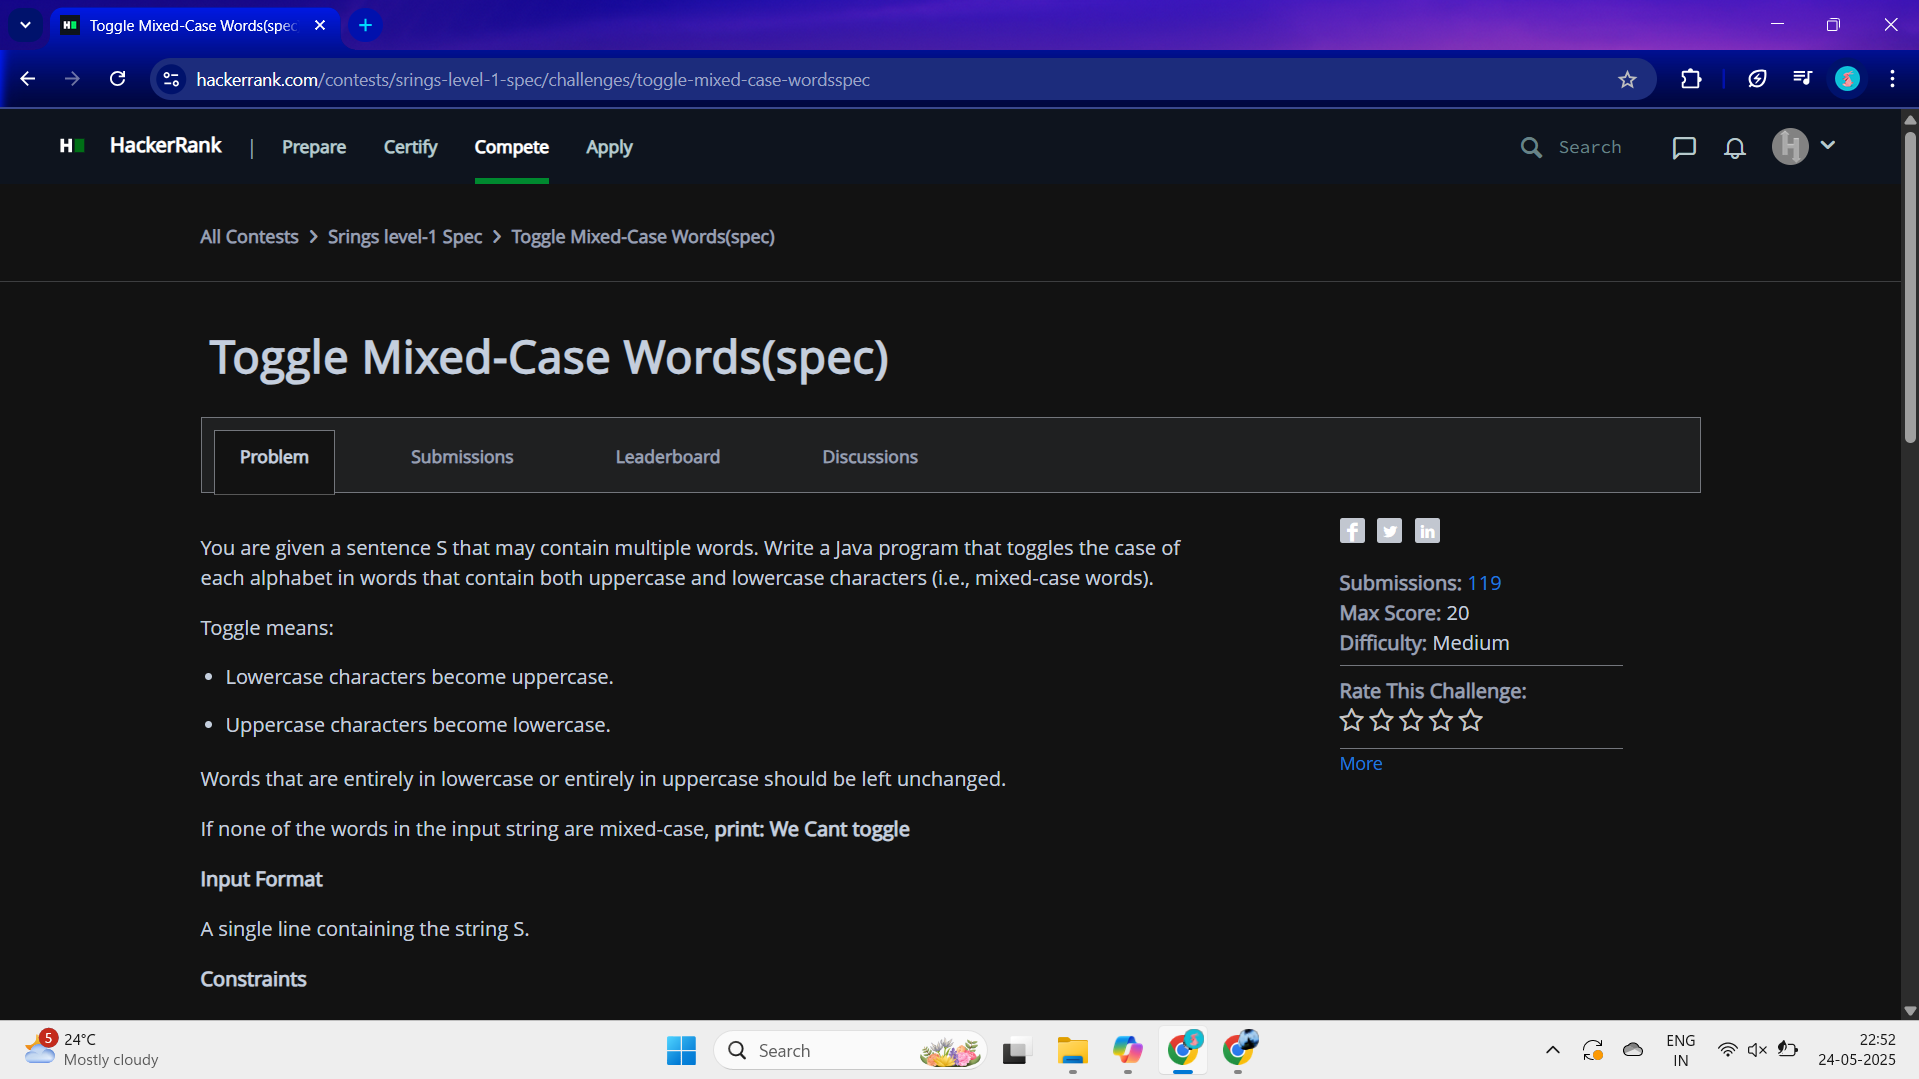 Toggle Mixed-Case Words(spec
hackerrank.com/contests/srings-level-1-spec/challenges/toggle-mixed-case-wordsspec
H HackerRank | Prepare Certify Compete Apply Search
All Contests > Srings level-1 Spec > Toggle Mixed-Case Words(spec)
Toggle Mixed-Case Words(spec)
Problem Submissions Leaderboard Discussions
You are given a sentence S that may contain multiple words. Write a Java program that toggles the case of
each alphabet in words that contain both uppercase and lowercase characters (i.e., mixed-case words).
Toggle means:
• Lowercase characters become uppercase.
• Uppercase characters become lowercase.
Words that are entirely in lowercase or entirely in uppercase should be left unchanged.
If none of the words in the input string are mixed-case, print: We Cant toggle
Input Format
A single line containing the string S.
Constraints
f in
Submissions: 119
Max Score: 20
Difficulty: Medium
Rate This Challenge:
More
5
24°C
Mostly cloudy
Search
ENG
IN
22:52
24-05-2025